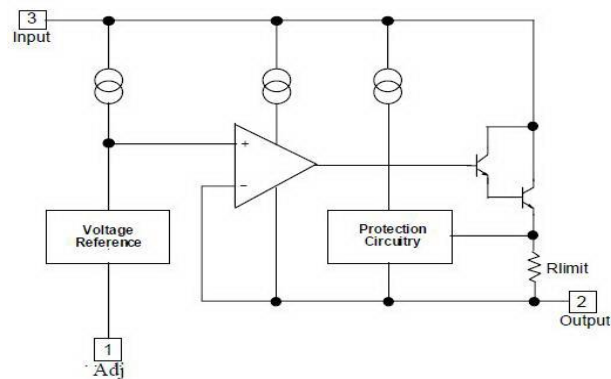 3
Input
+
−
Voltage
Reference
Protection
Circuitry
Rlimit
2
Output
1
Adj